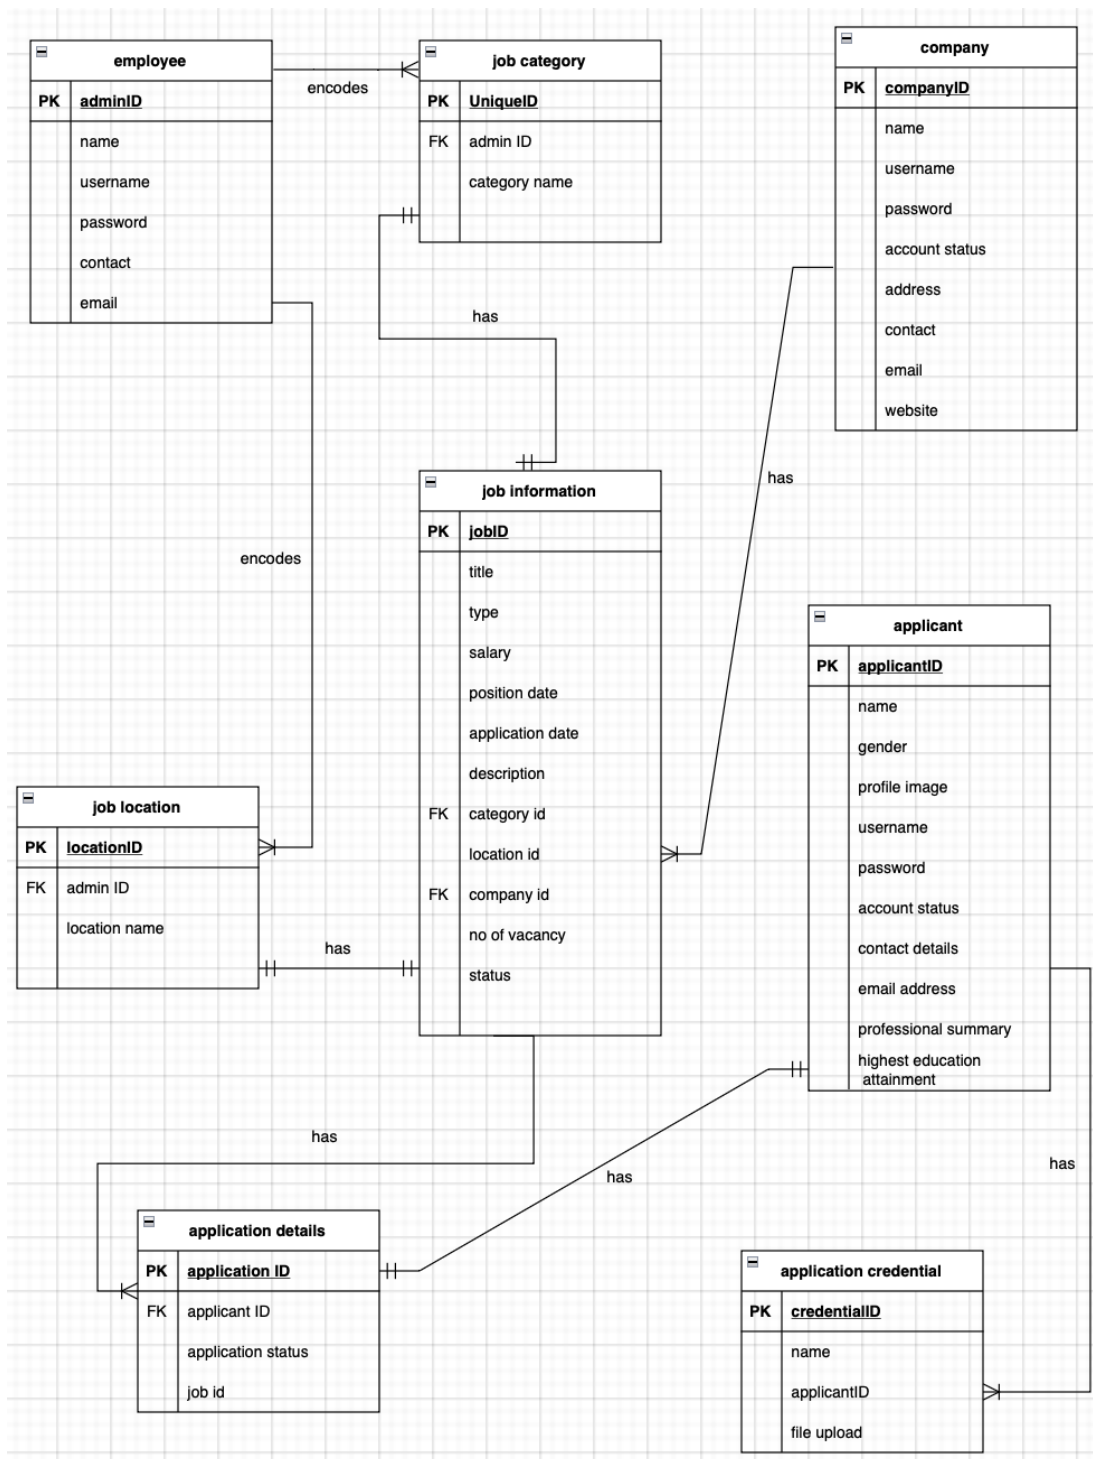 employee
PK adminID
name
username
password
contact
email
encodes
job category
PK UniqueID
FK admin ID
category name
company
PK companyID
name
username
password
account status
address
contact
email
website
has
has
encodes
job information
PK jobID
title
type
salary
position date
application date
description
FK category id
location id
FK company id
no of vacancy
status
applicant
PK applicantID
name
gender
profile image
username
password
account status
contact details
email address
professional summary
highest education
attainment
job location
PK locationID
FK admin ID
location name
has
has
has
has
application details
PK application ID
FK applicant ID
application status
job id
application credential
PK credentialID
name
applicantID
file upload